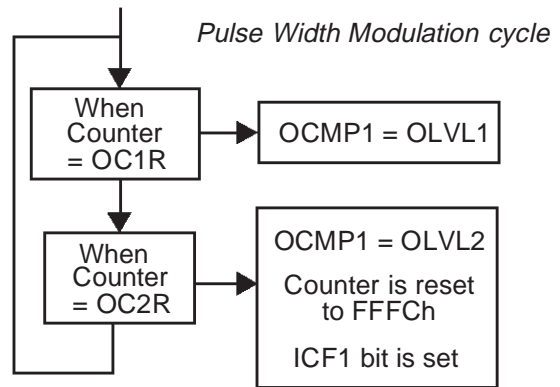 Pulse Width Modulation cycle
When
Counter
= OC1R
OCMP1 = OLVL1
When
Counter
= OC2R
OCMP1 = OLVL2
Counter is reset
to FFFCh
ICF1 bit is set